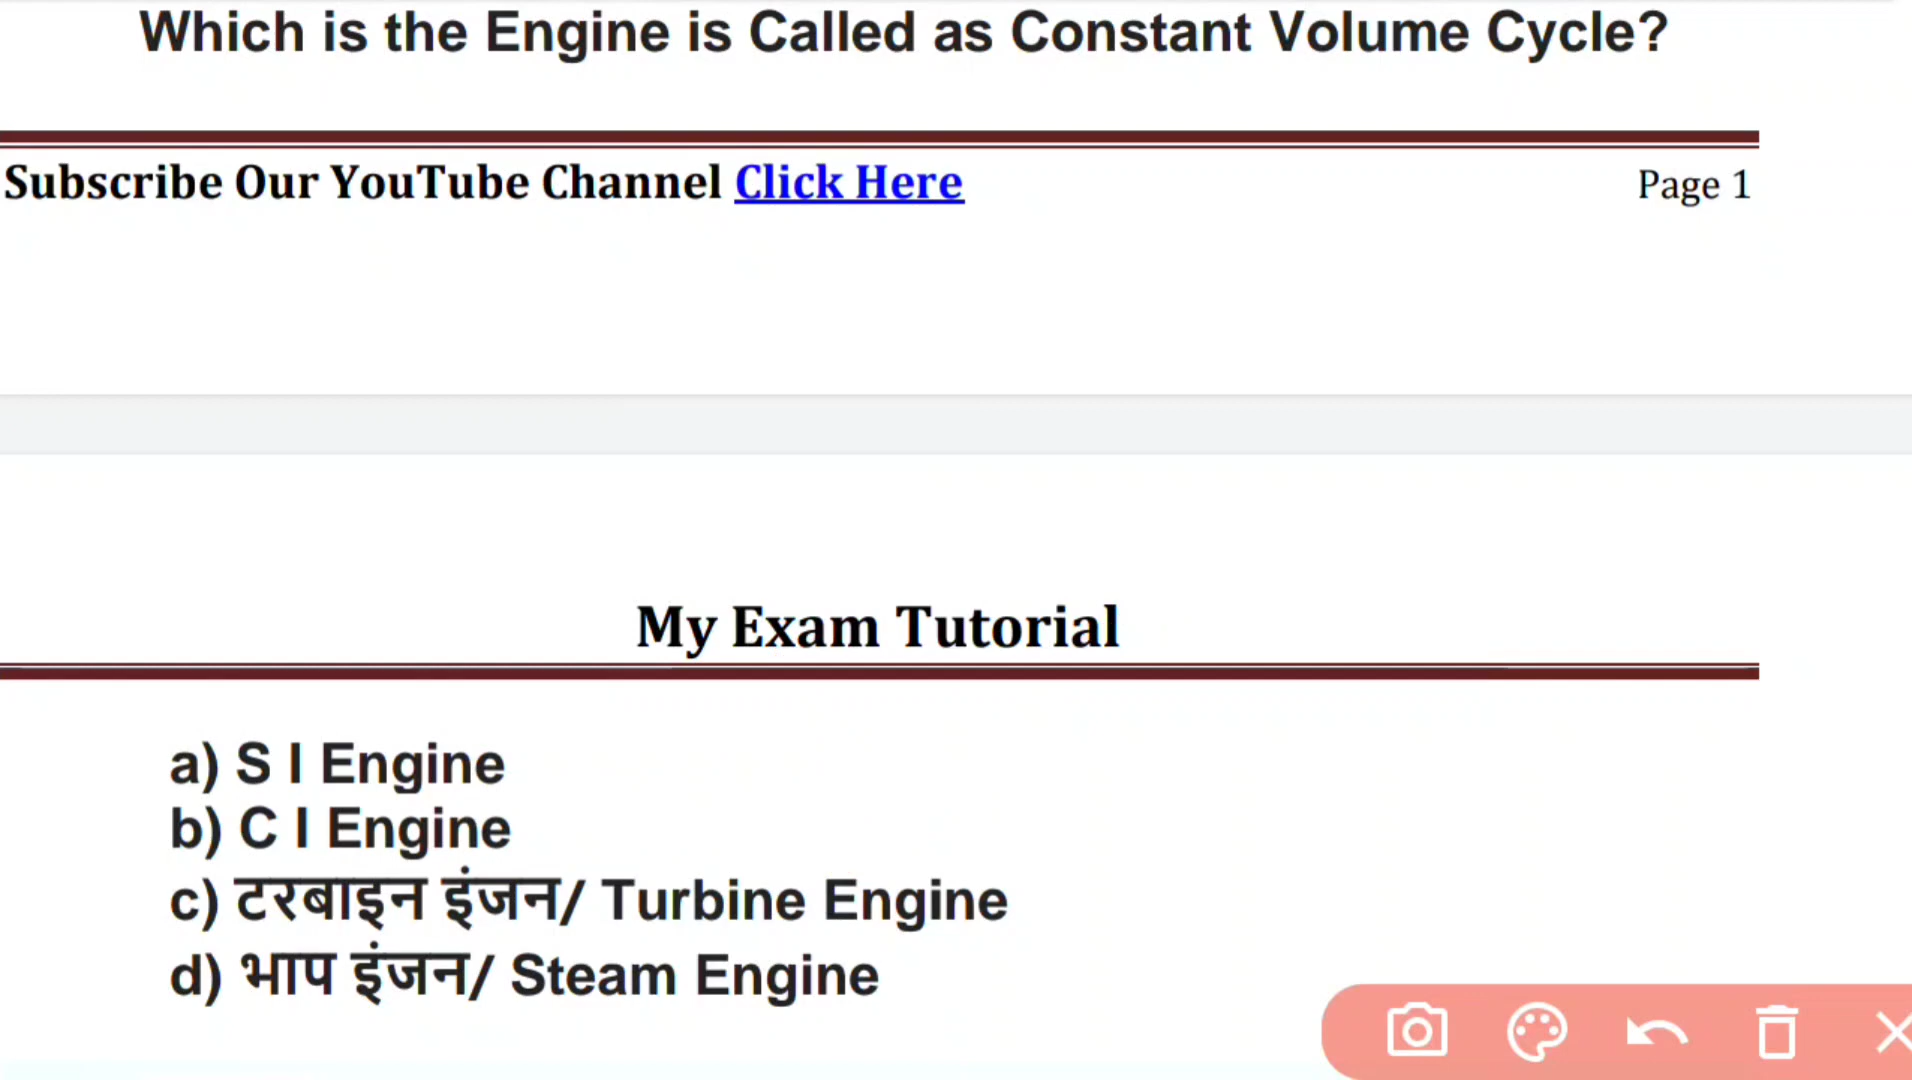 Which is the Engine is Called as Constant Volume Cycle?
Subscribe Our YouTube Channel Click Here
Page 1
My Exam Tutorial
a) S I Engine
b) C I Engine
c) टरबाइन इंजन/ Turbine Engine
d) भाप इंजन/ Steam Engine